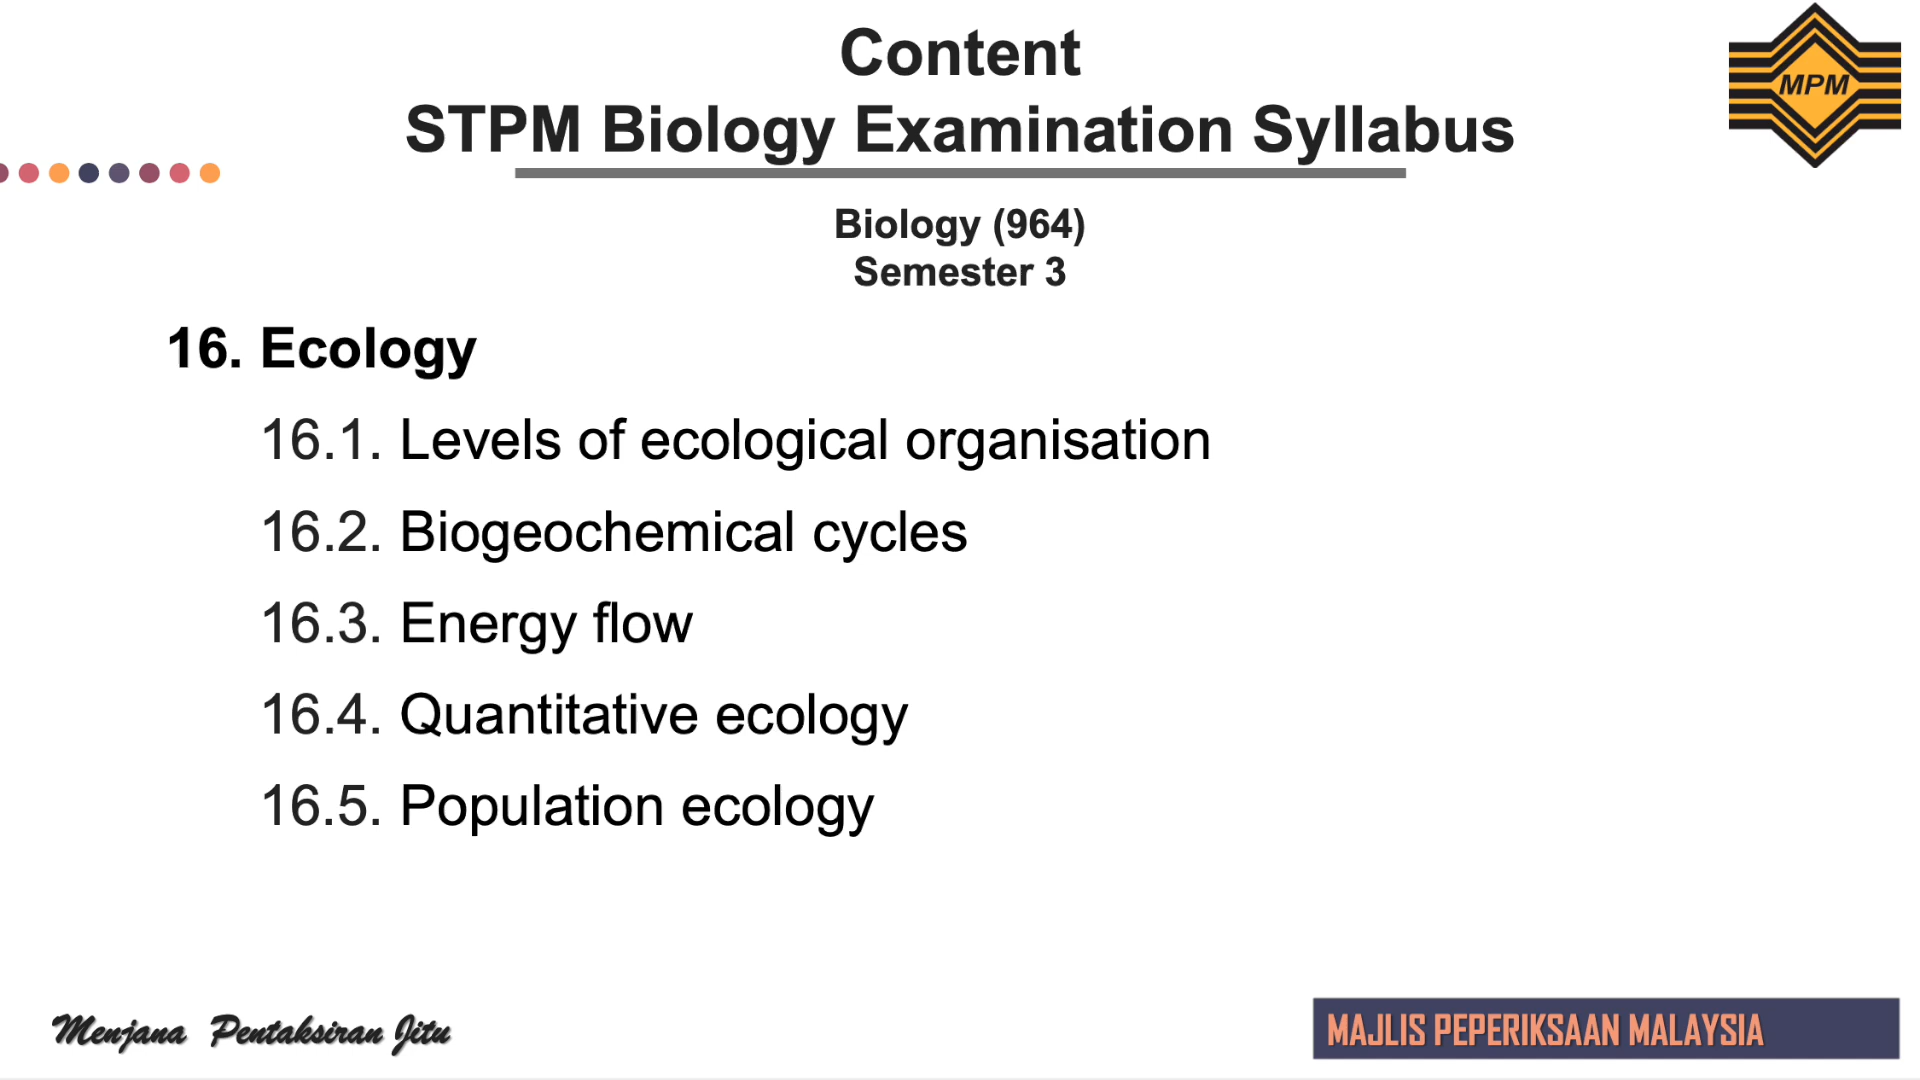 Content
STPM Biology Examination Syllabus
MPM
Biology (964)
Semester 3
16. Ecology
16.1. Levels of ecological organisation
16.2. Biogeochemical cycles
16.3. Energy flow
16.4. Quantitative ecology
16.5. Population ecology
Menjana Pentaksiran Jitu
MAJLIS PEPERIKSAAN MALAYSIA